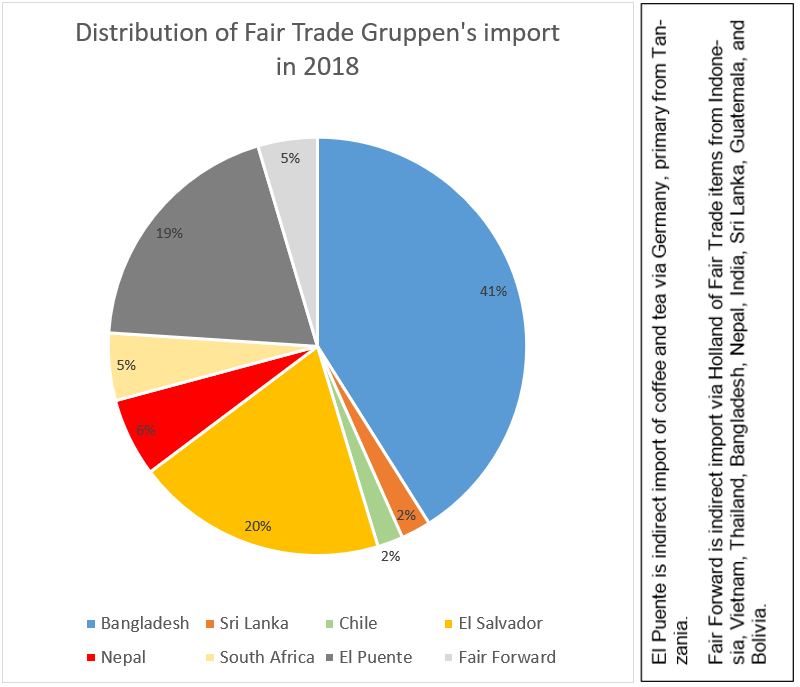 Distribution of Fair Trade Gruppen's import
in 2018
5%
19%
41%
5%
6%
20%
2%
2%
Bangladesh Sri Lanka Chile El Salvador
Nepal South Africa El Puente Fair Forward
El Puente is indirect import of coffee and tea via Germany, primary from Tan-
zania.
Fair Forward is indirect import via Holland of Fair Trade items from Indone-
sia, Vietnam, Thailand, Bangladesh, Nepal, India, Sri Lanka, Guatemala, and
Bolivia.